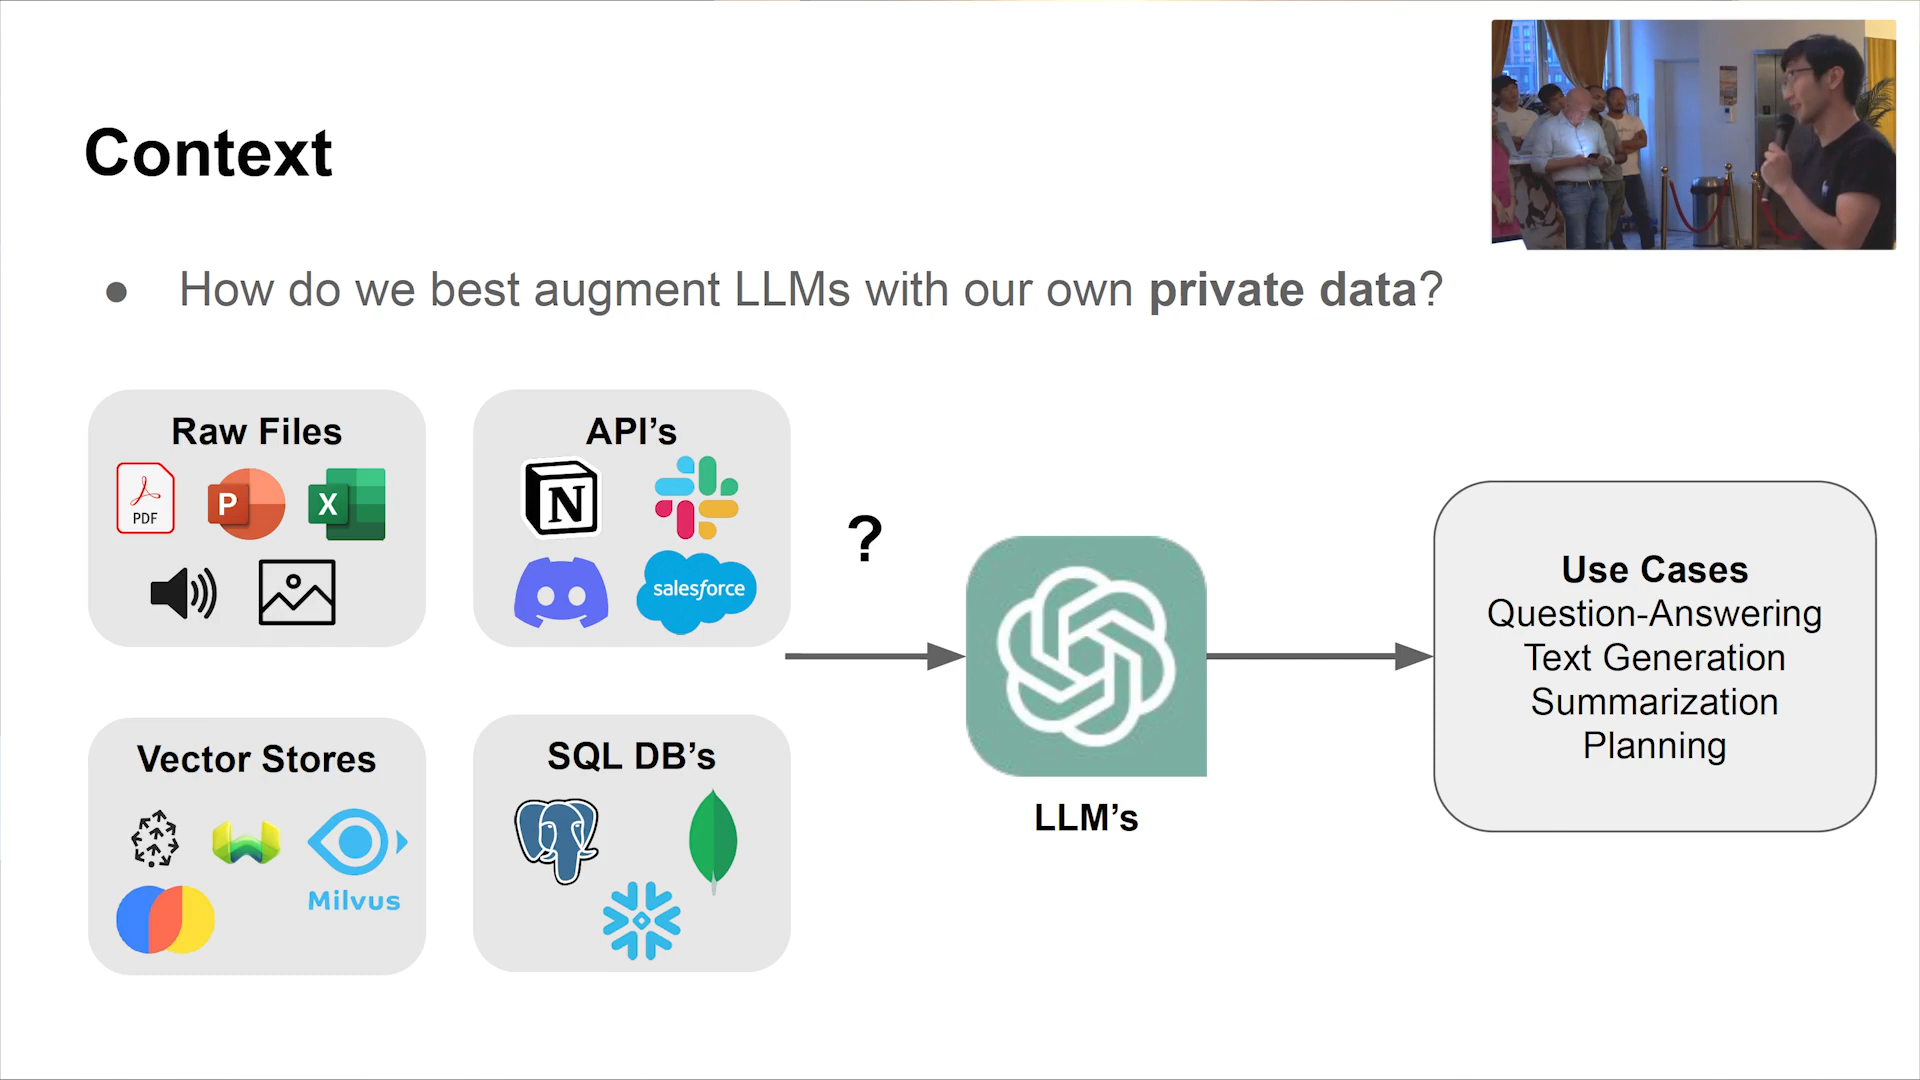 Context
● How do we best augment LLMs with our own private data?
Raw Files
PDF
P
X
API’s
N
salesforce
?
Vector Stores
Milvus
SQL DB’s
LLM’s
Use Cases
Question-Answering
Text Generation
Summarization
Planning